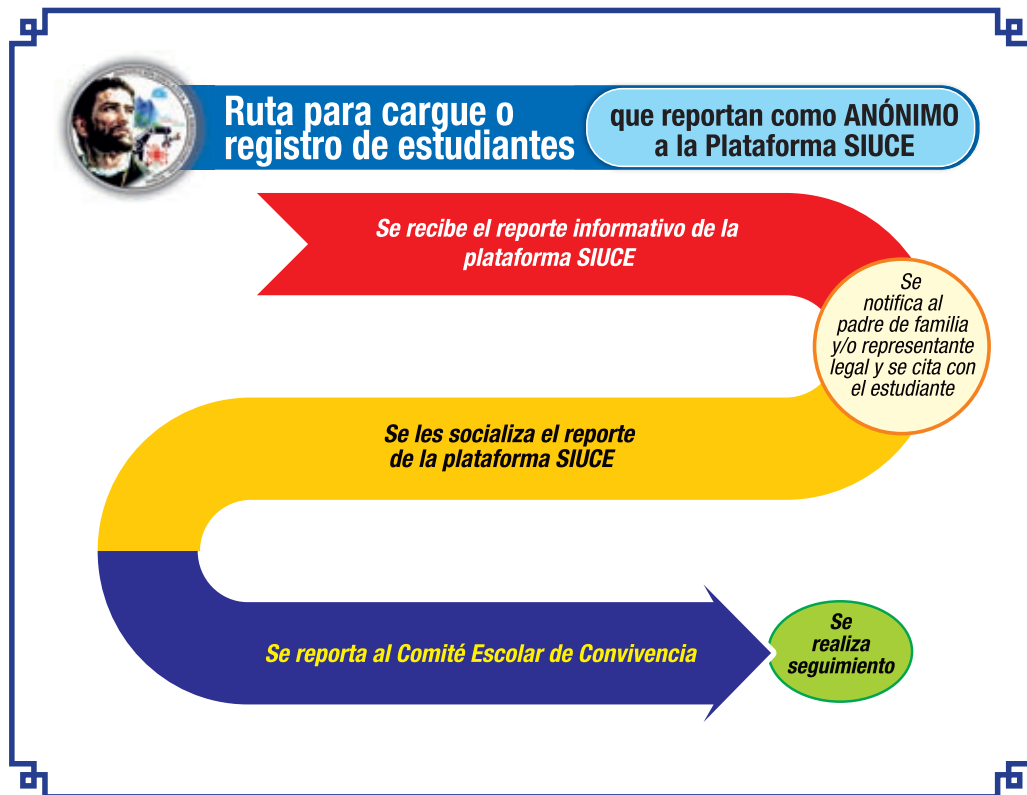 Ruta para cargue o
registro de estudiantes
que reportan como ANÓNIMO
a la Plataforma SIUCE
Se recibe el reporte informativo de la
plataforma SIUCE
Se
notifica al
padre de familia
y/o representante
legal y se cita con
el estudiante
Se les socializa el reporte
de la plataforma SIUCE
Se reporta al Comité Escolar de Convivencia
Se
realiza
seguimiento